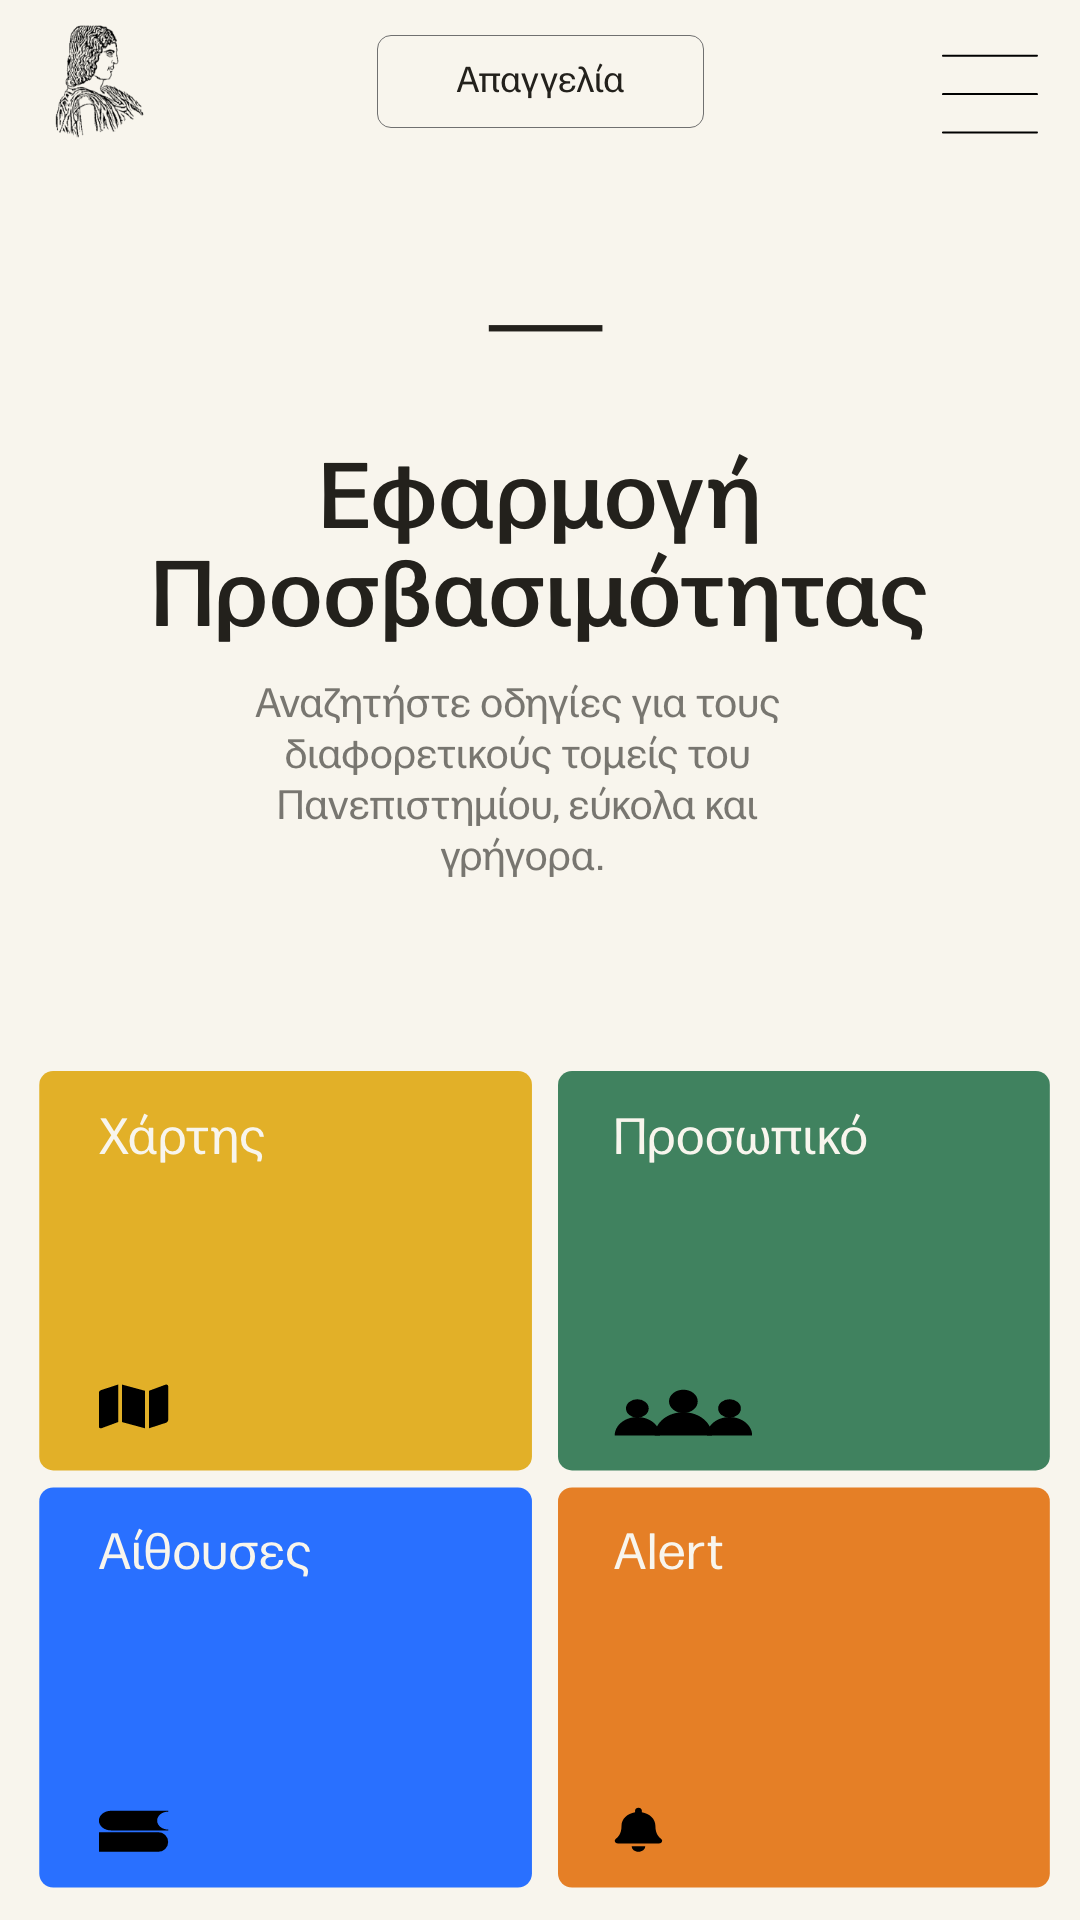 Απαγγελία
Εφαρμογή
Προσβασιμότητας
Αναζητήστε οδηγίες για τους
διαφορετικούς τομείς του
Πανεπιστημίου, εύκολα και
γρήγορα.
Χάρτης
Προσωπικό
Αίθουσες
Alert